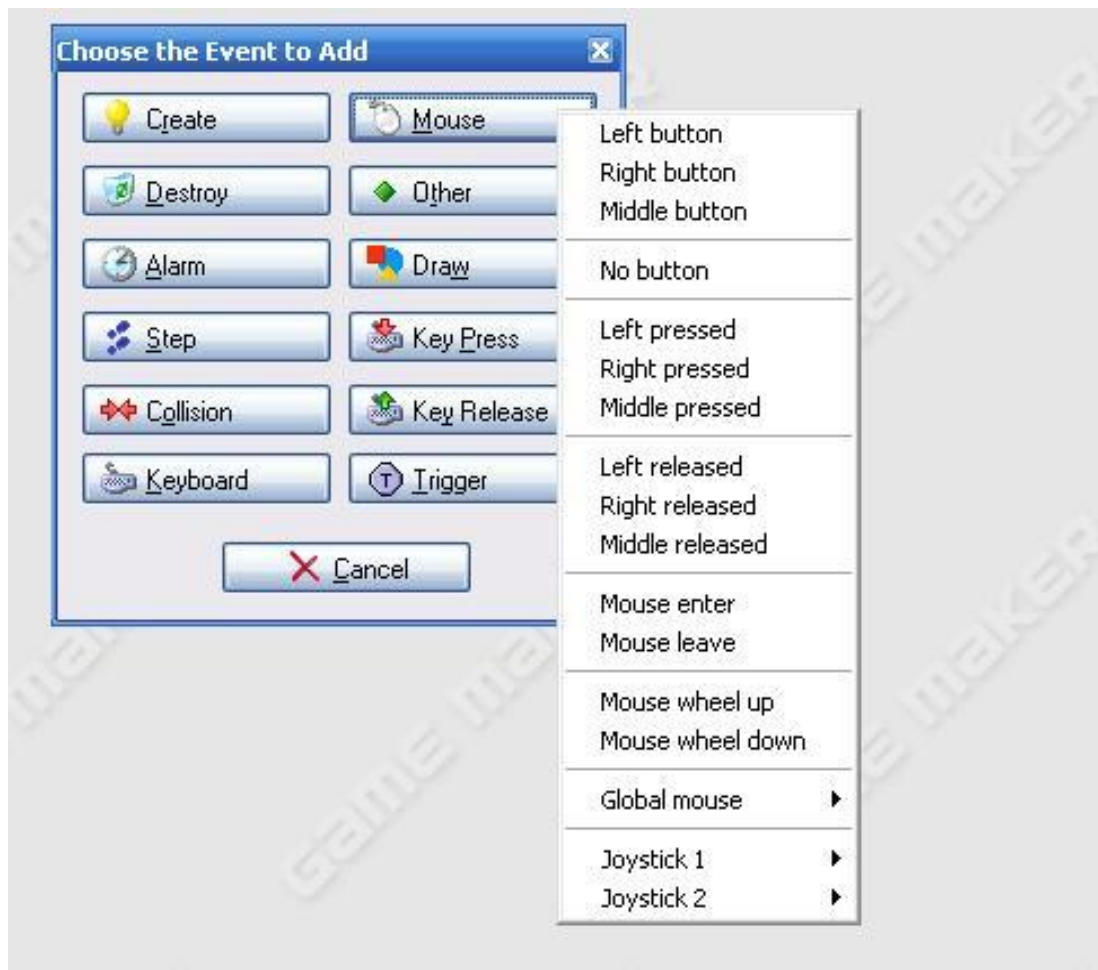 Choose the Event to Add
Create
Mouse
Destroy
Other
Alarm
Draw
Step
Key Press
Collision
Key Release
Keyboard
Trigger
Cancel
Left button
Right button
Middle button
No button
Left pressed
Right pressed
Middle pressed
Left released
Right released
Middle released
Mouse enter
Mouse leave
Mouse wheel up
Mouse wheel down
Global mouse
Joystick 1
Joystick 2
Game maker